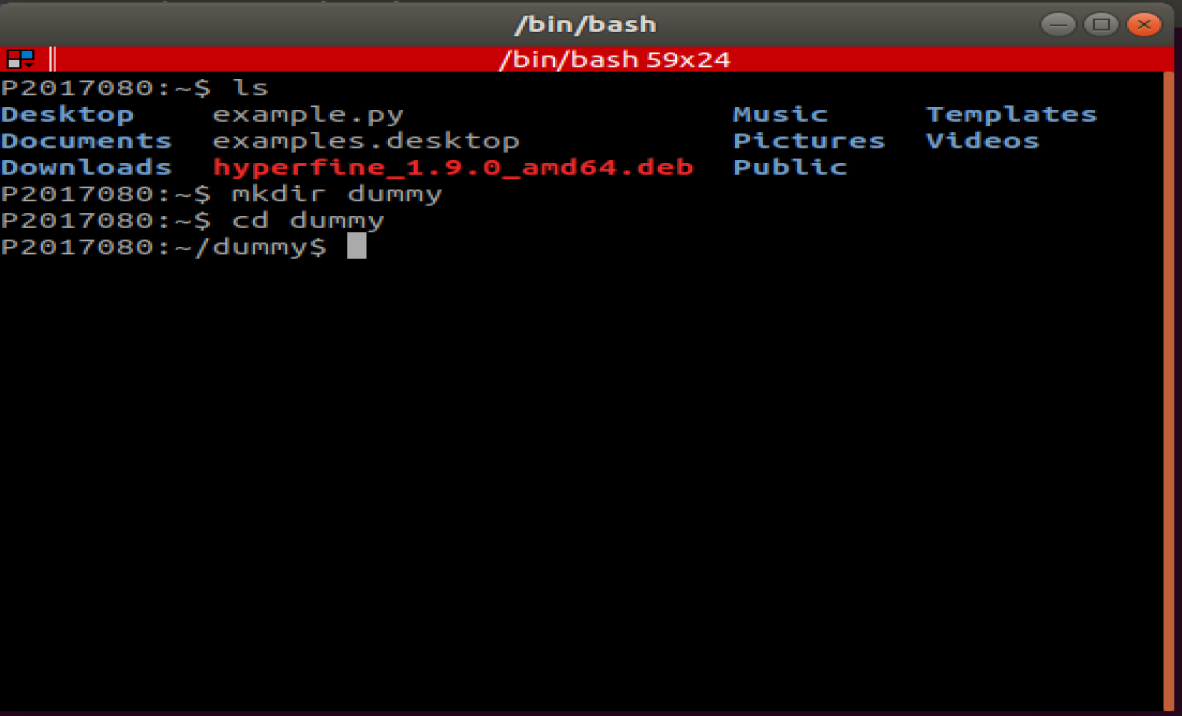 /bin/bash
/bin/bash 59x24
P2017080:~$ ls
Desktop example.py Music Templates
Documents examples.desktop Pictures Videos
Downloads hyperfine_1.9.0_amd64.deb Public
P2017080:~$ mkdir dummy
P2017080:~$ cd dummy
P2017080:~/dummy$